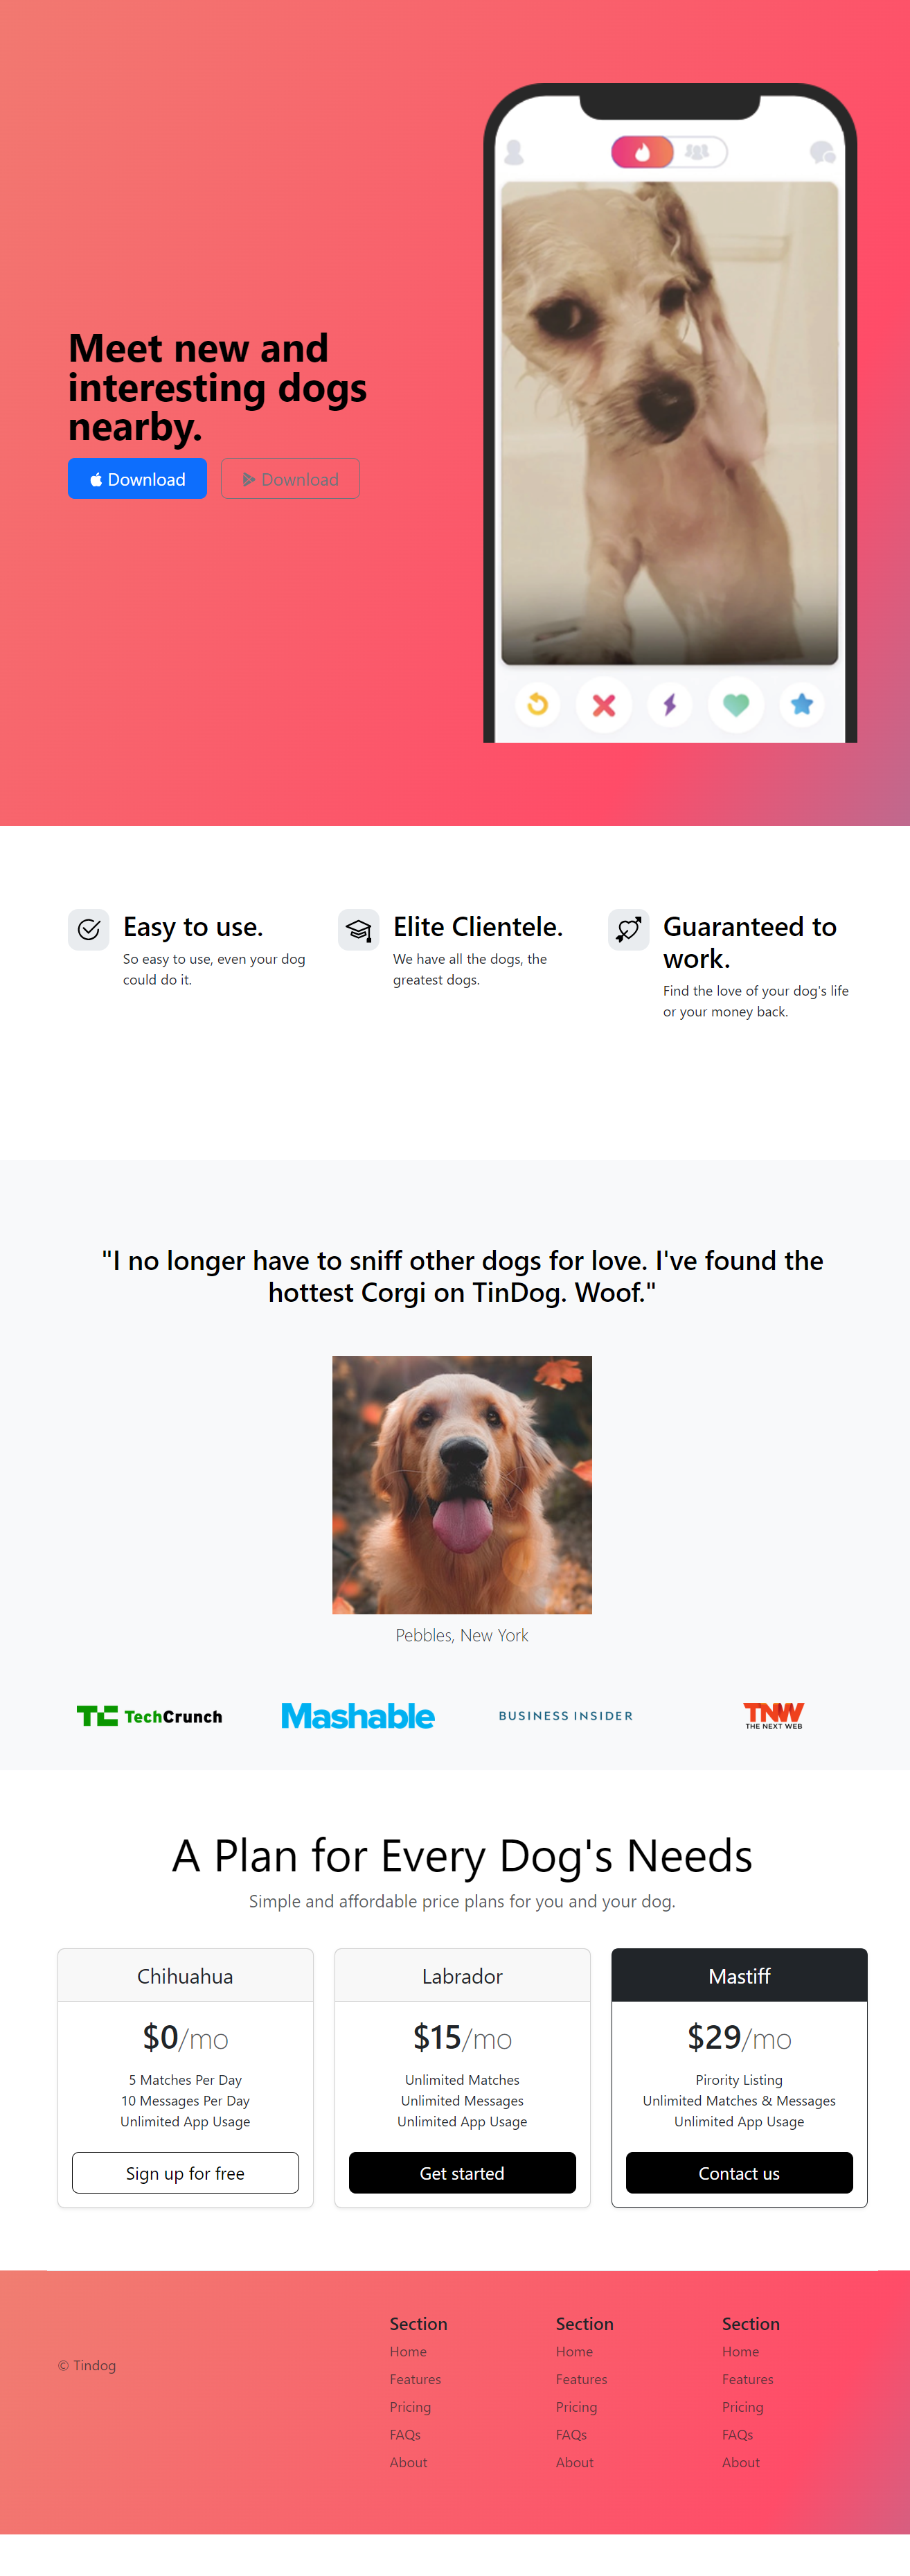 Meet new and
interesting dogs
nearby.
Download
Download
Easy to use.
So easy to use, even your dog
could do it.
Elite Clientele.
We have all the dogs, the
greatest dogs.
Guaranteed to
work.
Find the love of your dog's life
or your money back.
"I no longer have to sniff other dogs for love. I've found the
hottest Corgi on TinDog. Woof."
Pebbles, New York
TC TechCrunch
Mashable
BUSINESS INSIDER
TNW
THE NEXT WEB
A Plan for Every Dog's Needs
Simple and affordable price plans for you and your dog.
Chihuahua
$0/mo
5 Matches Per Day
10 Messages Per Day
Unlimited App Usage
Sign up for free
Labrador
$15/mo
Unlimited Matches
Unlimited Messages
Unlimited App Usage
Get started
Mastiff
$29/mo
Pirority Listing
Unlimited Matches & Messages
Unlimited App Usage
Contact us
© Tindog
Section
Home
Features
Pricing
FAQs
About
Section
Home
Features
Pricing
FAQs
About
Section
Home
Features
Pricing
FAQs
About